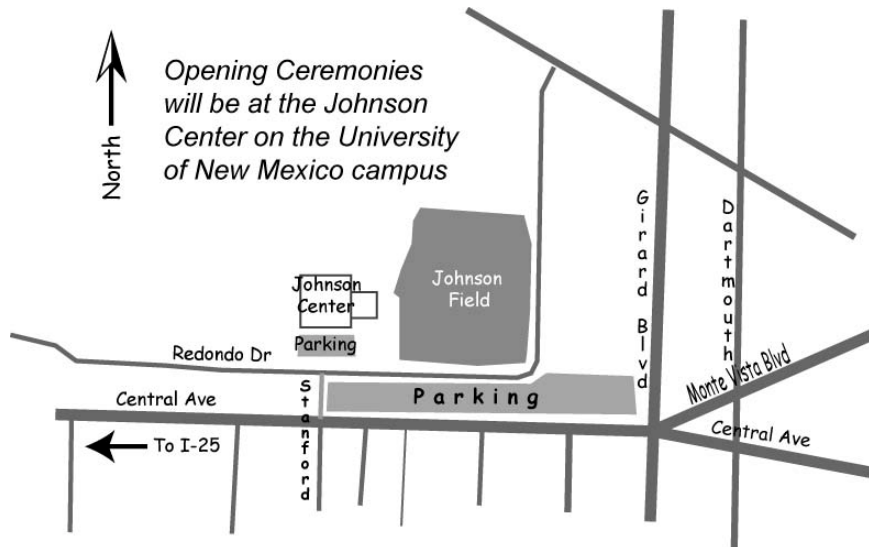 Opening Ceremonies
will be at the Johnson
Center on the University
of New Mexico campus
North
Girard Blvd
Dartmouth
Johnson
Center
Johnson
Field
Parking
Redondo Dr
Stanford
Parking
Monte Vista Blvd
Central Ave
Central Ave
To I-25